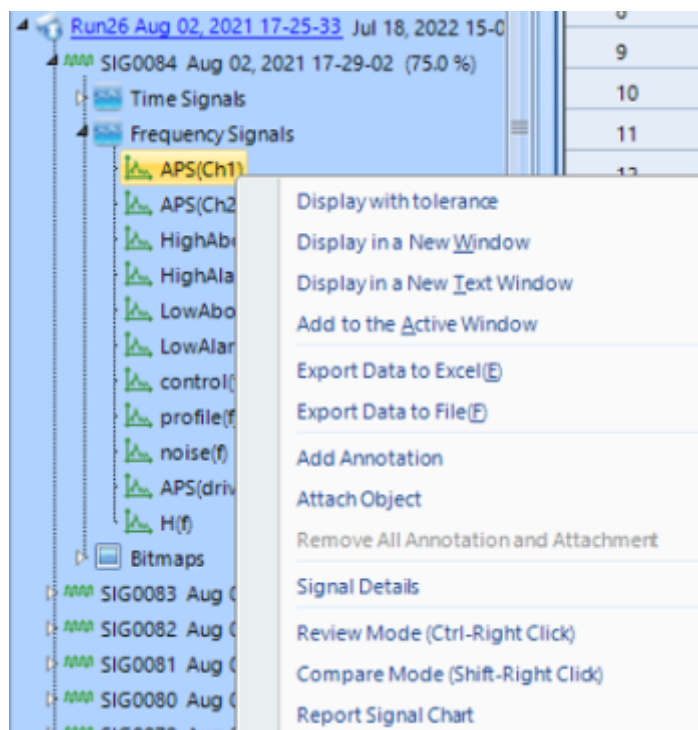 Run26 Aug 02, 2021 17-25-33 Jul 18, 2022 15-0
SIG0084 Aug 02, 2021 17-29-02 (75.0 %)
Time Signals
Frequency Signals
APS(Ch1)
APS(Ch2
HighAbo
HighAla
LowAbo
LowAlar
control(
profile(f)
noise(f)
APS(driv
H(f)
Bitmaps
SIG0083 Aug 0
SIG0082 Aug 0
SIG0081 Aug 0
SIG0080 Aug 0
9
10
11
12
Display with tolerance
Display in a New Window
Display in a New Text Window
Add to the Active Window
Export Data to Excel(E)
Export Data to File(F)
Add Annotation
Attach Object
Remove All Annotation and Attachment
Signal Details
Review Mode (Ctrl-Right Click)
Compare Mode (Shift-Right Click)
Report Signal Chart